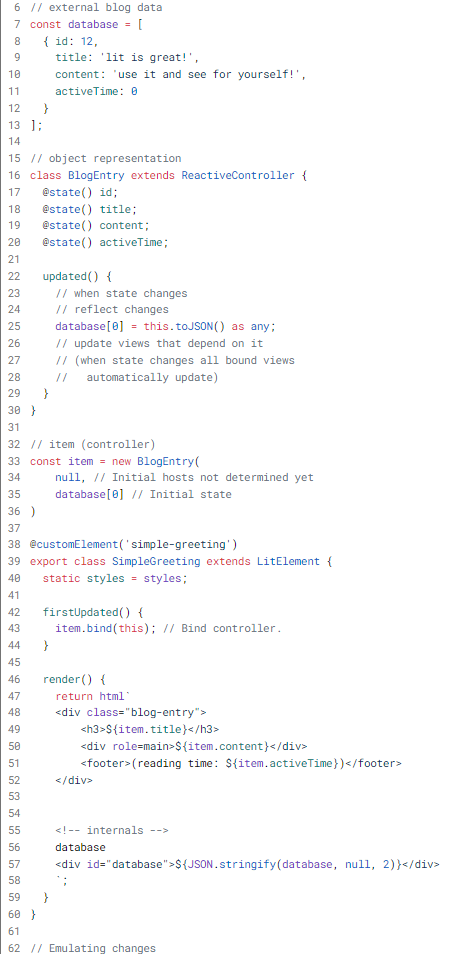 6 // external blog data
7 const database = [
8   { id: 12,
9     title: 'lit is great!',
10     content: 'use it and see for yourself!',
11     activeTime: 0
12   }
13 ];
14
15 // object representation
16 class BlogEntry extends ReactiveController {
17   @state() id;
18   @state() title;
19   @state() content;
20   @state() activeTime;
21
22   updated() {
23     // when state changes
24     // reflect changes
25     database[0] = this.toJSON() as any;
26     // update views that depend on it
27     // (when state changes all bound views
28     //   automatically update)
29   }
30 }
31
32 // item (controller)
33 const item = new BlogEntry(
34     null, // Initial hosts not determined yet
35     database[0] // Initial state
36 )
37
38 @customElement('simple-greeting')
39 export class SimpleGreeting extends LitElement {
40   static styles = styles;
41
42   firstUpdated() {
43     item.bind(this); // Bind controller.
44   }
45
46   render() {
47     return html`
48     <div class="blog-entry">
49         <h3>${item.title}</h3>
50         <div role=main>${item.content}</div>
51         <footer>(reading time: ${item.activeTime})</footer>
52     </div>
53
54
55     <!-- internals -->
56     database
57     <div id="database">${JSON.stringify(database, null, 2)}</div>
58     `;
59   }
60 }
61
62 // Emulating changes